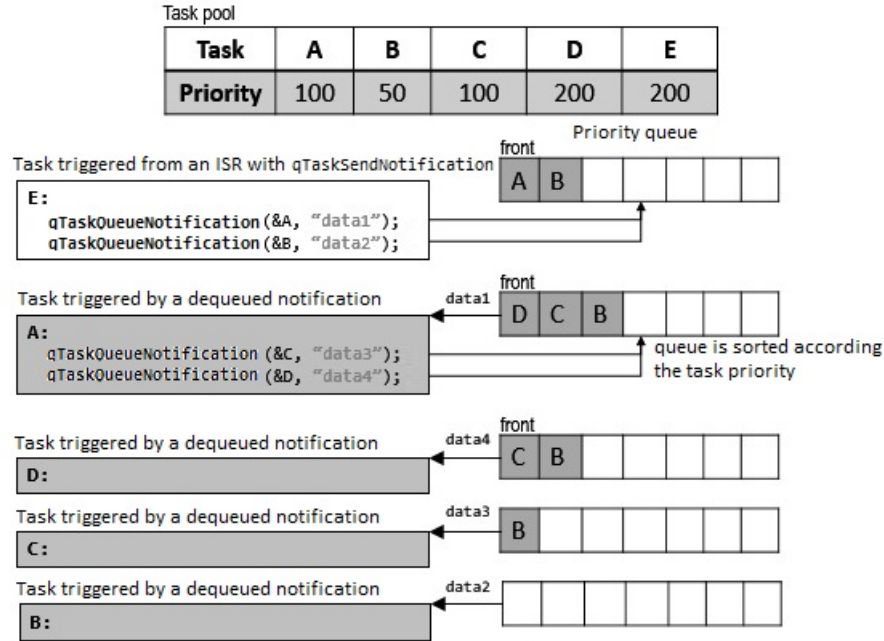 Task pool
Task A B C D E
Priority 100 50 100 200 200
Priority queue
front
Task triggered from an ISR with qTaskSendNotification
A B
E:
qTaskQueueNotification(&A, “data1”);
qTaskQueueNotification(&B, “data2”);
front
Task triggered by a dequeued notification
data1
D C B
A:
qTaskQueueNotification (&C, “data3”);
qTaskQueueNotification (&D, “data4”);
queue is sorted according
the task priority
front
Task triggered by a dequeued notification
data4
C B
D:
Task triggered by a dequeued notification
data3
B
C:
Task triggered by a dequeued notification
data2
B: